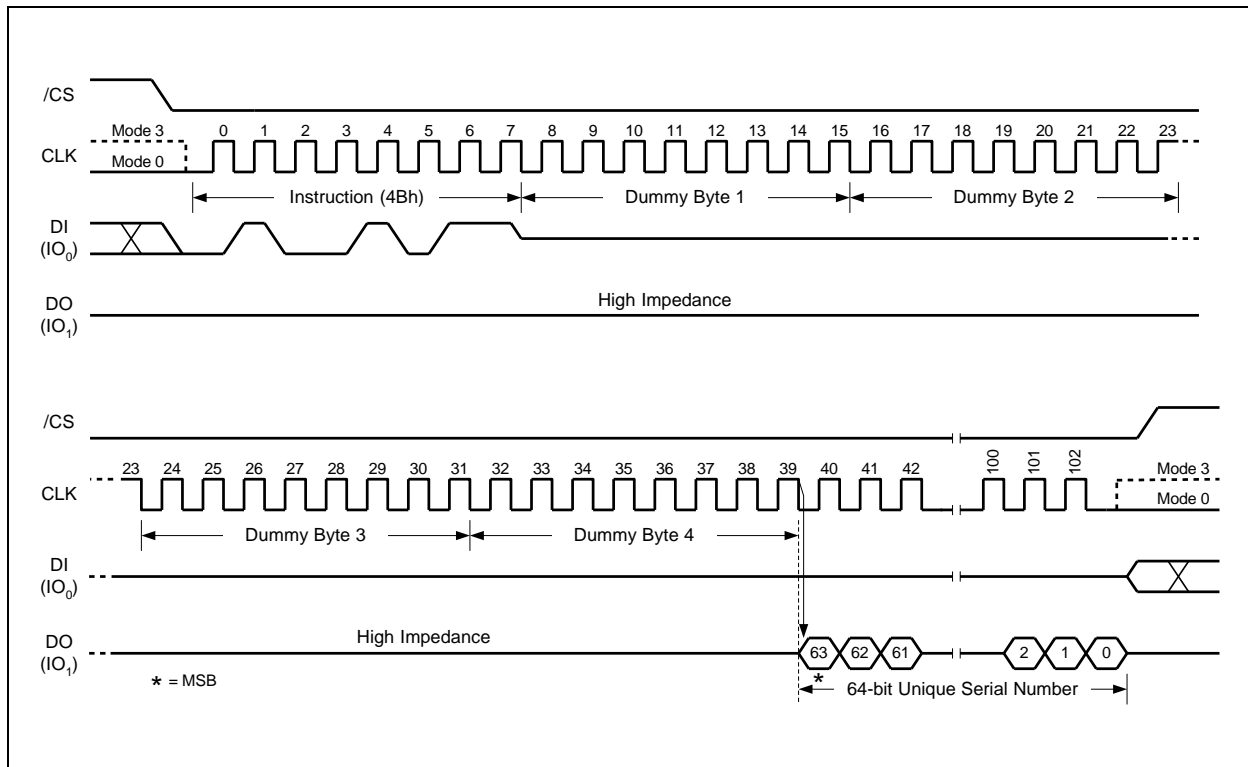 /CS
Mode 3 0 1 2 3 4 5 6 7 8 9 10 11 12 13 14 15 16 17 18 19 20 21 22 23
CLK
Mode 0
Instruction (4Bh) Dummy Byte 1 Dummy Byte 2
DI
(IO0)
High Impedance
DO
(IO1)
/CS
23 24 25 26 27 28 29 30 31 32 33 34 35 36 37 38 39 40 41 42 100 101 102
Mode 3
CLK
Mode 0
Dummy Byte 3 Dummy Byte 4
DI
(IO0)
High Impedance
DO
(IO1)
63 62 61 2 1 0
* = MSB
*
64-bit Unique Serial Number